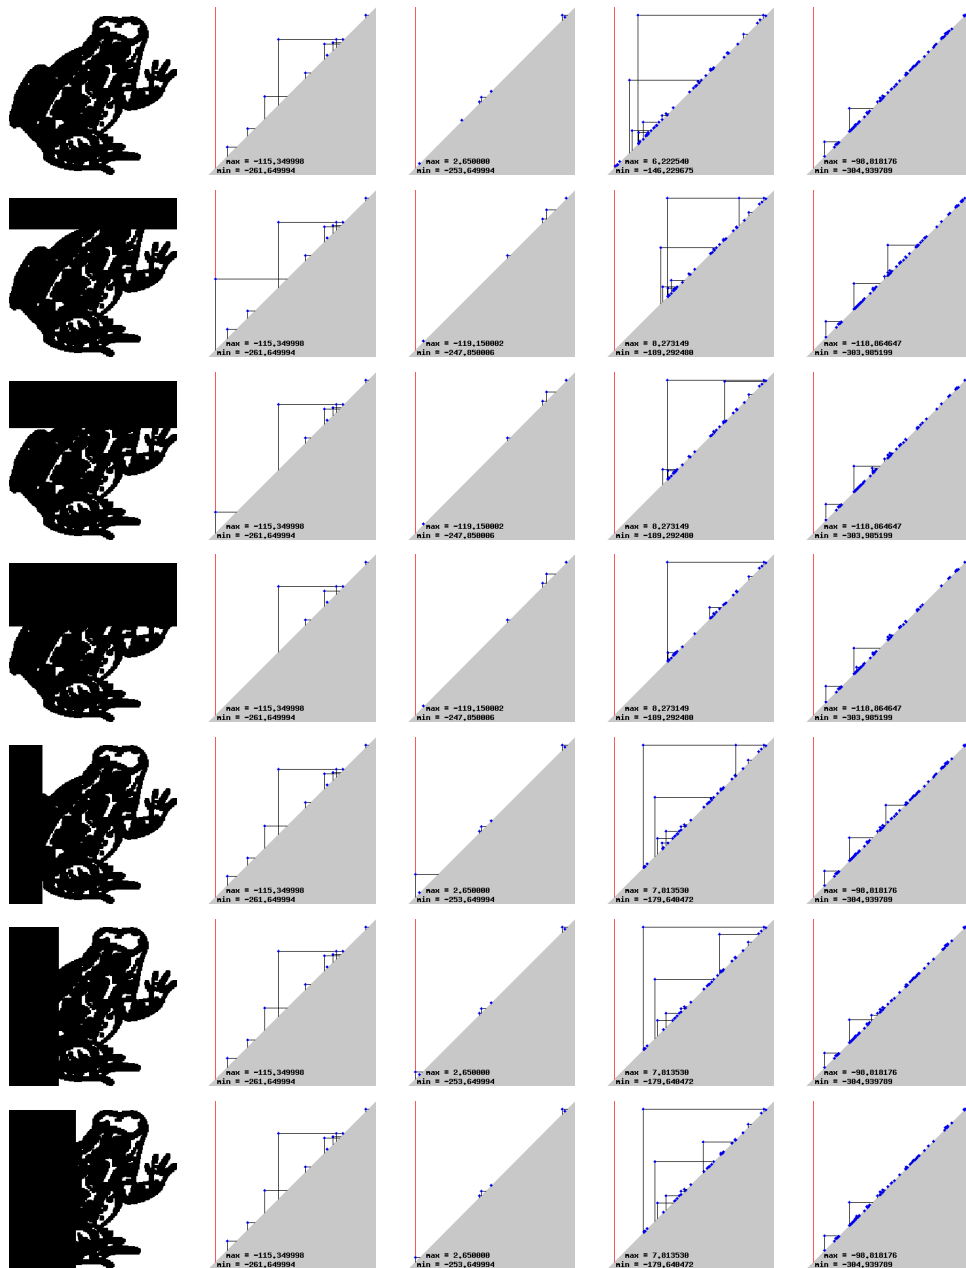 max = -115,349998
min = -261,649994
max = 2,650000
min = -253,649994
max = 6,222540
min = -146,229675
max = -98,818176
min = -304,939789
max = -115,349998
min = -261,649994
max = -119,150002
min = -247,850006
max = 8,273149
min = -189,292480
max = -118,864647
min = -303,985199
max = -115,349998
min = -261,649994
max = -119,150002
min = -247,850006
max = 8,273149
min = -189,292480
max = -118,864647
min = -303,985199
max = -115,349998
min = -261,649994
max = -119,150002
min = -247,850006
max = 8,273149
min = -189,292480
max = -118,864647
min = -303,985199
max = -115,349998
min = -261,649994
max = 2,650000
min = -253,649994
max = 7,813530
min = -179,640472
max = -98,818176
min = -304,939789
max = -115,349998
min = -261,649994
max = 2,650000
min = -253,649994
max = 7,813530
min = -179,640472
max = -98,818176
min = -304,939789
max = -115,349998
min = -261,649994
max = 2,650000
min = -253,649994
max = 7,813530
min = -179,640472
max = -98,818176
min = -304,939789